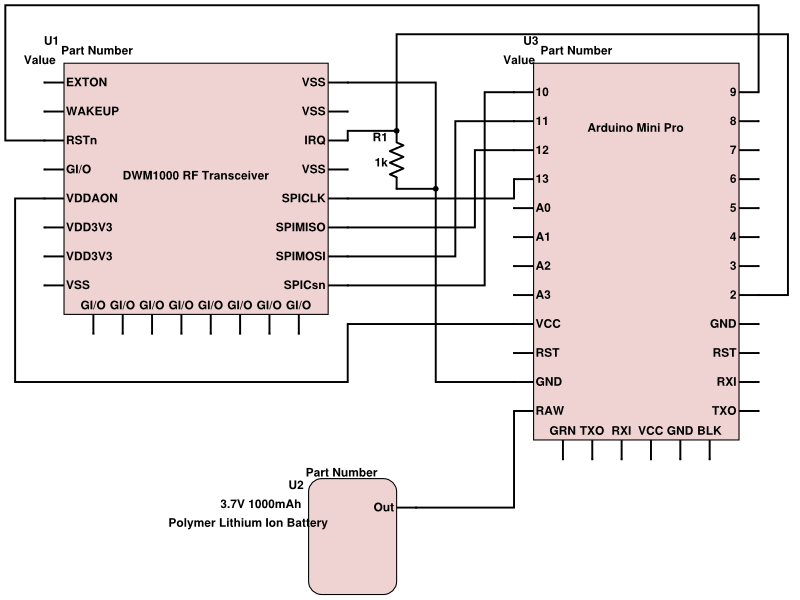 U1
Part Number
Value
EXTON
WAKEUP
RSTn
GI/O
VDDAON
VDD3V3
VDD3V3
VSS
DWM1000 RF Transceiver
VSS
VSS
IRQ
VSS
SPICLK
SPIMISO
SPIMOSI
SPICsn
GI/O GI/O GI/O GI/O GI/O GI/O GI/O GI/O
R1
1k
U3
Part Number
Value
10
11
12
13
A0
A1
A2
A3
VCC
RST
GND
RAW
Arduino Mini Pro
9
8
7
6
5
4
3
2
GND
RST
RXI
TXO
GRN TXO RXI VCC GND BLK
Part Number
U2
3.7V 1000mAh
Polymer Lithium Ion Battery
Out